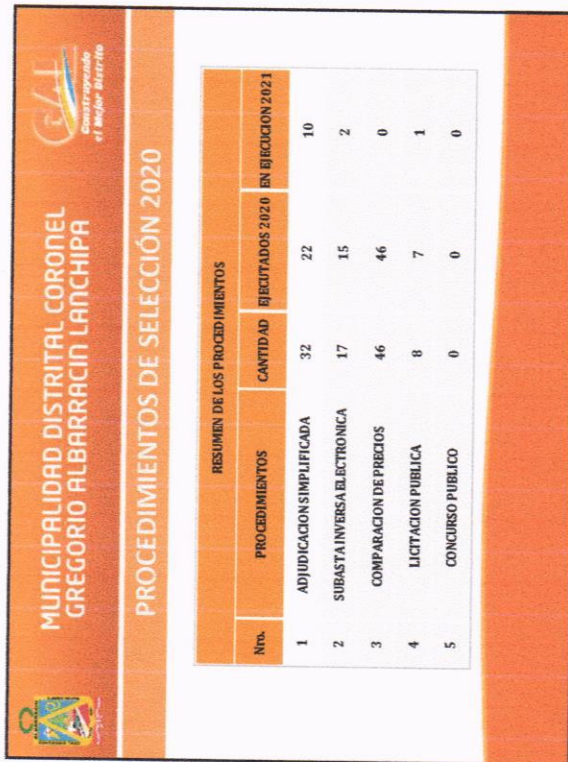 MUNICIPALIDAD DISTRITAL CORONEL
GREGORIO ALBARRACIN LANCHIPA
Construyendo
el Mejor Distrito
PROCEDIMIENTOS DE SELECCIÓN 2020
RESUMEN DE LOS PROCEDIMIENTOS
Nro. PROCEDIMIENTOS CANTIDAD EJECUTADOS 2020 EN EJECUCION 2021
1 ADJUDICACION SIMPLIFICADA 32 22 10
2 SUBASTA INVERSA ELECTRONICA 17 15 2
3 COMPARACION DE PRECIOS 46 46 0
4 LICITACION PUBLICA 8 7 1
5 CONCURSO PUBLICO 0 0 0